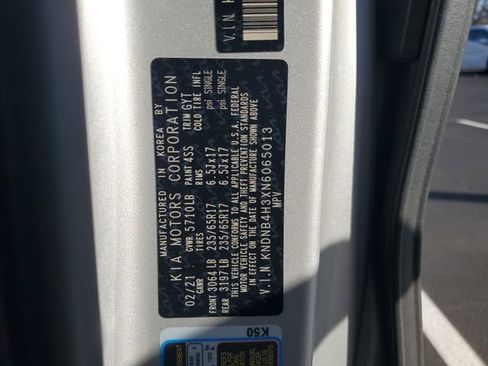 V.I.N.
MANUFACTURED IN KOREA BY
KIA MOTORS CORPORATION
02/21 GVWR 5710LB PAINT 4SS TRIM GYT
GAWR TIRES RIMS COLD TIRE INFL
FRONT 3064LB 235/65R17 6.5Jx17 psi SINGLE
REAR 3197LB 235/65R17 6.5Jx17 psi SINGLE
THIS VEHICLE CONFORMS TO ALL APPLICABLE U.S.A. FEDERAL
MOTOR VEHICLE SAFETY AND THEFT PREVENTION STANDARDS
IN EFFECT ON THE DATE OF MANUFACTURE SHOWN ABOVE
V.I.N KNDNB4H3XN6065013
MPV
K50